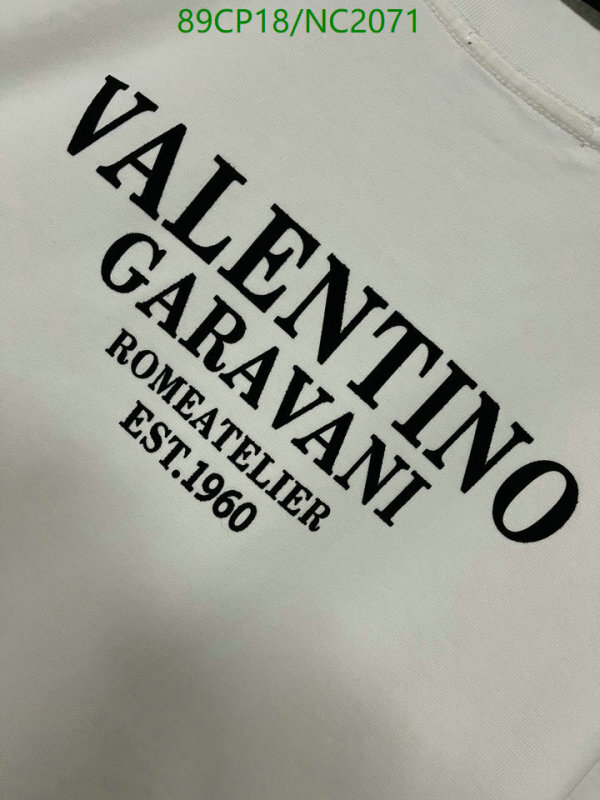 89CP18/NC2071
VALENTINO
GARAVANI
ROMEATELIER
EST.1960